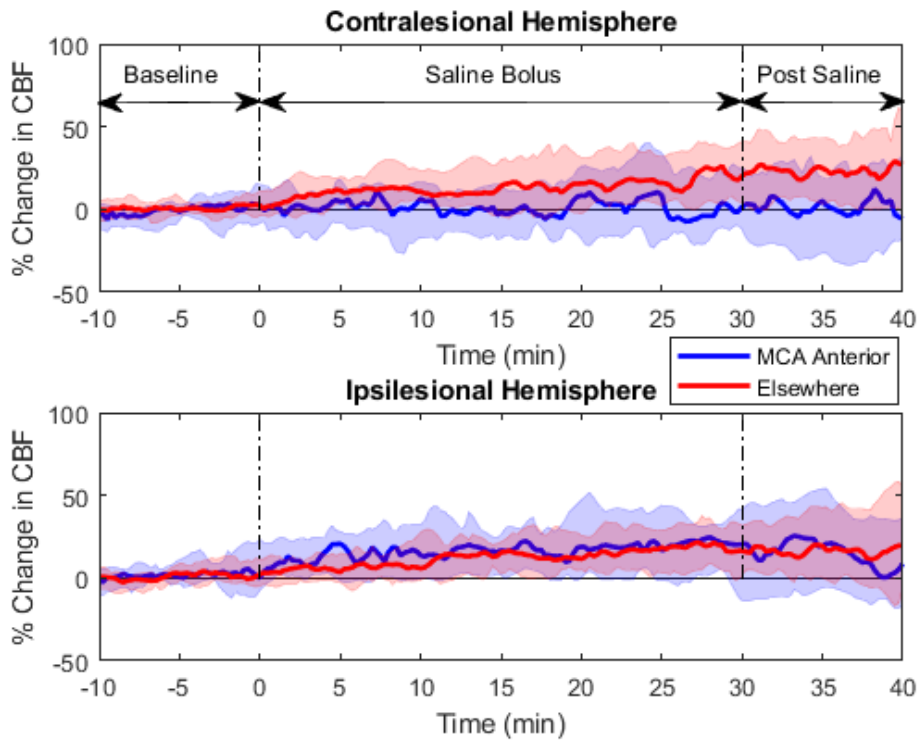 Contralesional Hemisphere
100
Baseline
Saline Bolus
Post Saline
50
0
-50
% Change in CBF
-10 -5 0 5 10 15 20 25 30 35 40
Time (min)
MCA Anterior
Elsewhere
Ipsilesional Hemisphere
100
50
0
-50
% Change in CBF
-10 -5 0 5 10 15 20 25 30 35 40
Time (min)